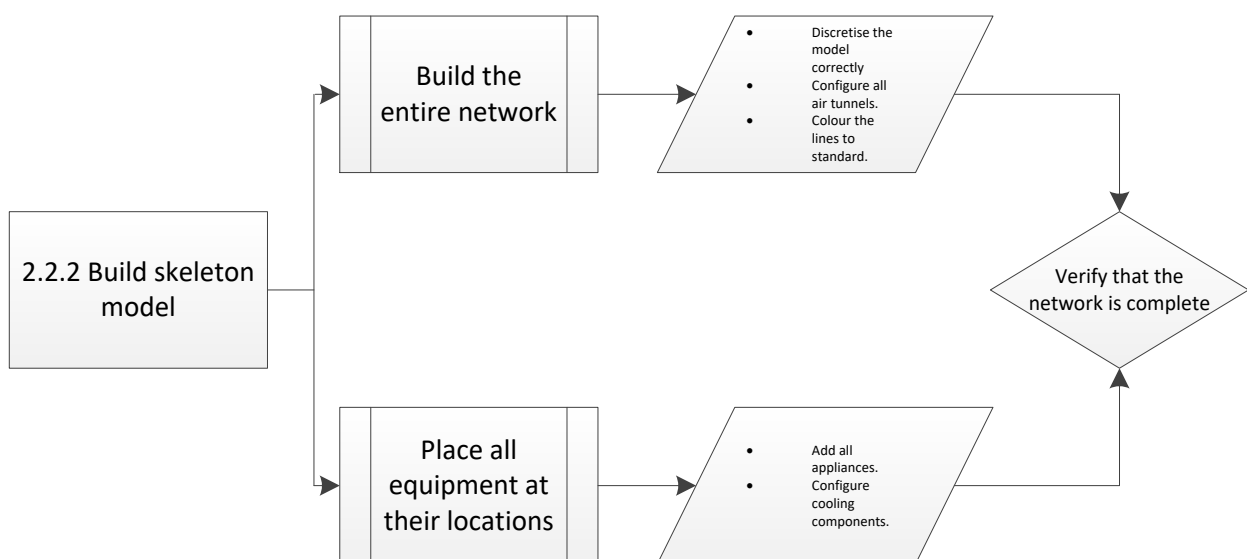 Build the
entire network
• Discretise the
model
correctly
• Configure all
air tunnels.
• Colour the
lines to
standard.
2.2.2 Build skeleton
model
Verify that the
network is complete
Place all
equipment at
their locations
• Add all
appliances.
• Configure
cooling
components.